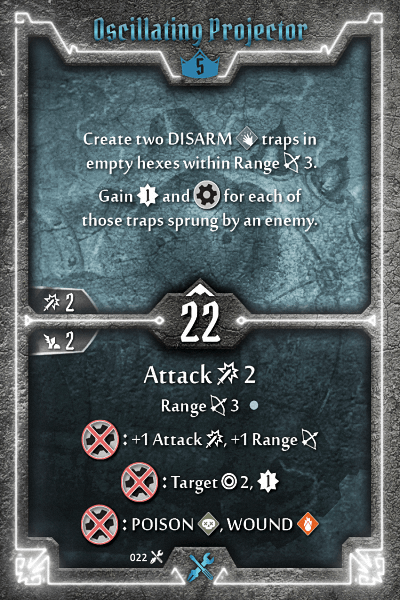 Oscillating Projector
5
Create two DISARM traps in
empty hexes within Range 3.
Gain 1 and for each of
those traps sprung by an enemy.
2
22
2
Attack 2
Range 3
: +1 Attack, +1 Range
: Target 2, 1
: POISON, WOUND
022